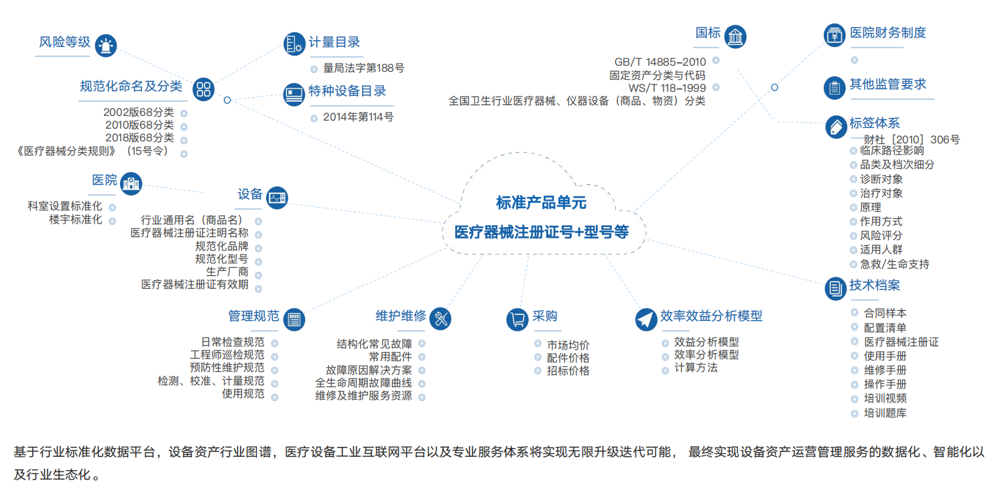 风险等级
规范化命名及分类
2002版68分类
2010版68分类
2018版68分类
《医疗器械分类规则》（15号令）
计量目录
量局法字第188号
特种设备目录
2014年第114号
国标
GB/T 14885–2010
固定资产分类与代码
WS/T 118–1999
全国卫生行业医疗器械、仪器设备（商品、物资）分类
医院财务制度
其他监管要求
标签体系
财社［2010］306号
临床路径影响
品类及档次细分
诊断对象
治疗对象
原理
作用方式
风险评分
适用人群
急救/生命支持
医院
科室设置标准化
楼宇标准化
设备
行业通用名（商品名）
医疗器械注册证注明名称
规范化品牌
规范化型号
生产厂商
医疗器械注册证有效期
标准产品单元
医疗器械注册证号+型号等
管理规范
日常检查规范
工程师巡检规范
预防性维护规范
检测、校准、计量规范
使用规范
维护维修
结构化常见故障
常用配件
故障原因解决方案
全生命周期故障曲线
维修及维护服务资源
采购
市场均价
配件价格
招标价格
效率效益分析模型
效益分析模型
效率分析模型
计算方法
技术档案
合同样本
配置清单
医疗器械注册证
使用手册
维修手册
操作手册
培训视频
培训题库
基于行业标准化数据平台，设备资产行业图谱，医疗设备工业互联网平台以及专业服务体系将实现无限升级迭代可能， 最终实现设备资产运营管理服务的数据化、智能化以
及行业生态化。